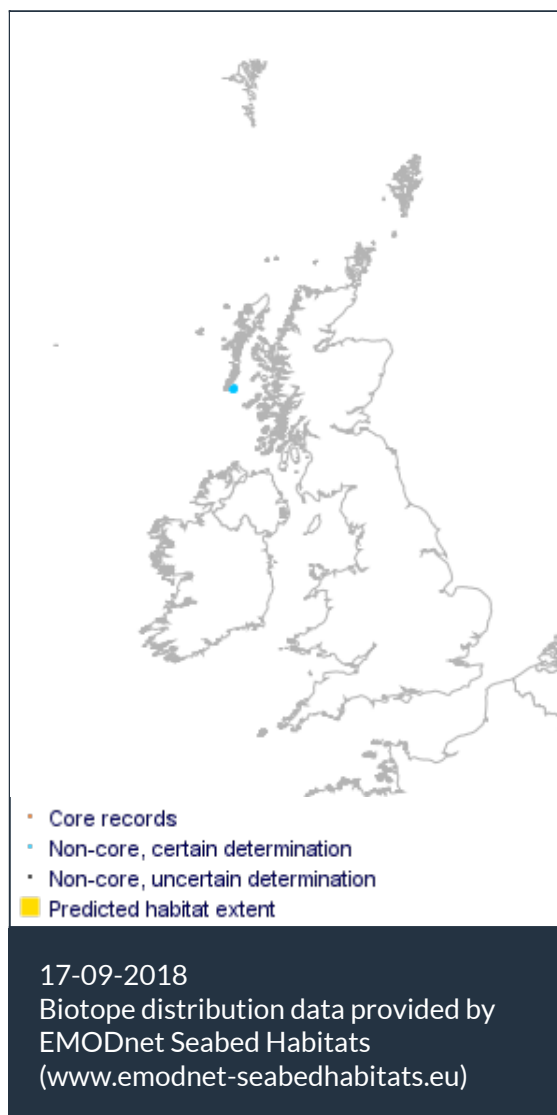 Core records
Non-core, certain determination
Non-core, uncertain determination
Predicted habitat extent
17-09-2018
Biotope distribution data provided by
EMODnet Seabed Habitats
(www.emodnet-seabedhabitats.eu)